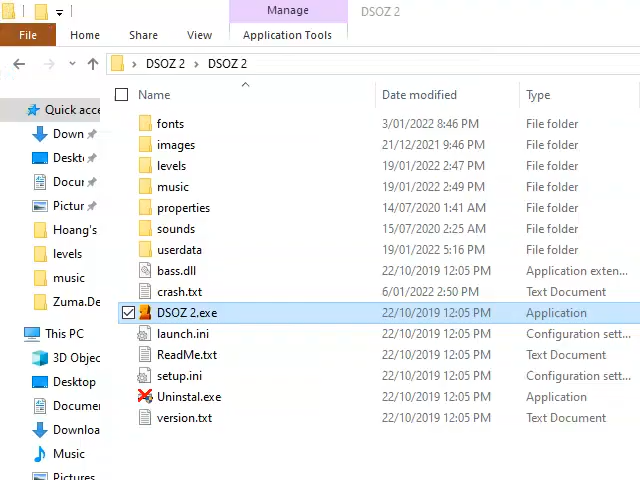 Manage DSOZ 2
File Home Share View Application Tools
DSOZ 2 DSOZ 2
Name Date modified Type
Quick acce
Down
Deskt
Docur
Pictur
Hoang's
levels
music
Zuma.De
This PC
3D Objec
Desktop
Documen
Downloa
Music
Pictures
fonts 3/01/2022 8:46 PM File folder
images 21/12/2021 9:46 PM File folder
levels 19/01/2022 2:47 PM File folder
music 19/01/2022 2:49 PM File folder
properties 14/07/2020 1:41 AM File folder
sounds 15/07/2020 2:25 AM File folder
userdata 19/01/2022 5:16 PM File folder
bass.dll 22/10/2019 12:05 PM Application exten...
crash.txt 6/01/2022 2:50 PM Text Document
DSOZ 2.exe 22/10/2019 12:05 PM Application
launch.ini 22/10/2019 12:05 PM Configuration sett...
ReadMe.txt 22/10/2019 12:05 PM Text Document
setup.ini 22/10/2019 12:05 PM Configuration sett...
Uninstal.exe 22/10/2019 12:05 PM Application
version.txt 22/10/2019 12:05 PM Text Document